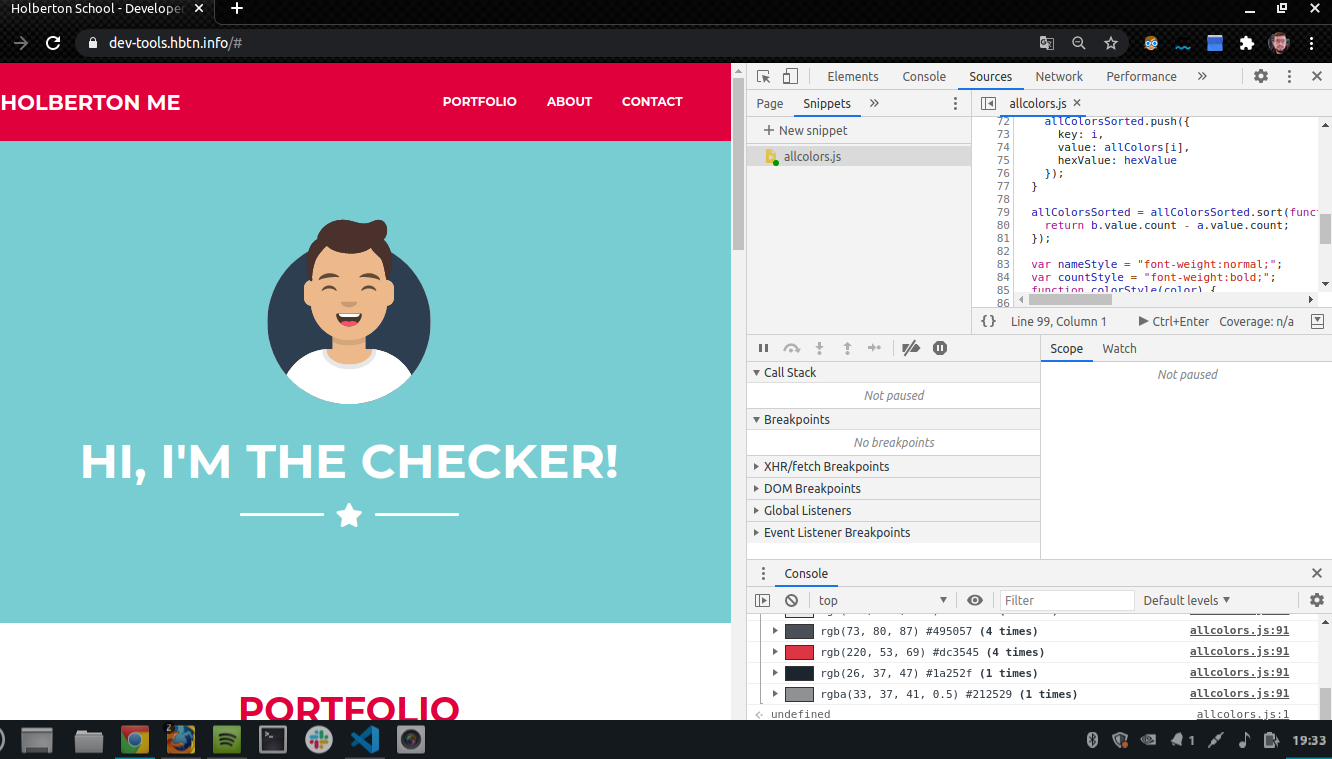 Holberton School - Developer
dev-tools.hbtn.info/#
HOLBERTON ME
PORTFOLIO
ABOUT
CONTACT
HI, I'M THE CHECKER!
PORTFOLIO
Elements
Console
Sources
Network
Performance
Page
Snippets
allcolors.js
New snippet
allcolors.js
72 allColorsSorted.push({
73 key: i,
74 value: allColors[i],
75 hexValue: hexValue
76 });
77 }
78
79 allColorsSorted = allColorsSorted.sort(func
80 return b.value.count - a.value.count;
81 });
82
83 var nameStyle = "font-weight:normal;";
84 var countStyle = "font-weight:bold;";
85 function colorStyle(color) {
86
{} Line 99, Column 1
Ctrl+Enter
Coverage: n/a
Scope
Watch
Not paused
Call Stack
Not paused
Breakpoints
No breakpoints
XHR/fetch Breakpoints
DOM Breakpoints
Global Listeners
Event Listener Breakpoints
Console
top
Filter
Default levels
rgb(73, 80, 87) #495057 (4 times) allcolors.js:91
rgb(220, 53, 69) #dc3545 (4 times) allcolors.js:91
rgb(26, 37, 47) #1a252f (1 times) allcolors.js:91
rgba(33, 37, 41, 0.5) #212529 (1 times) allcolors.js:91
undefined allcolors.js:1
2
1
19:33